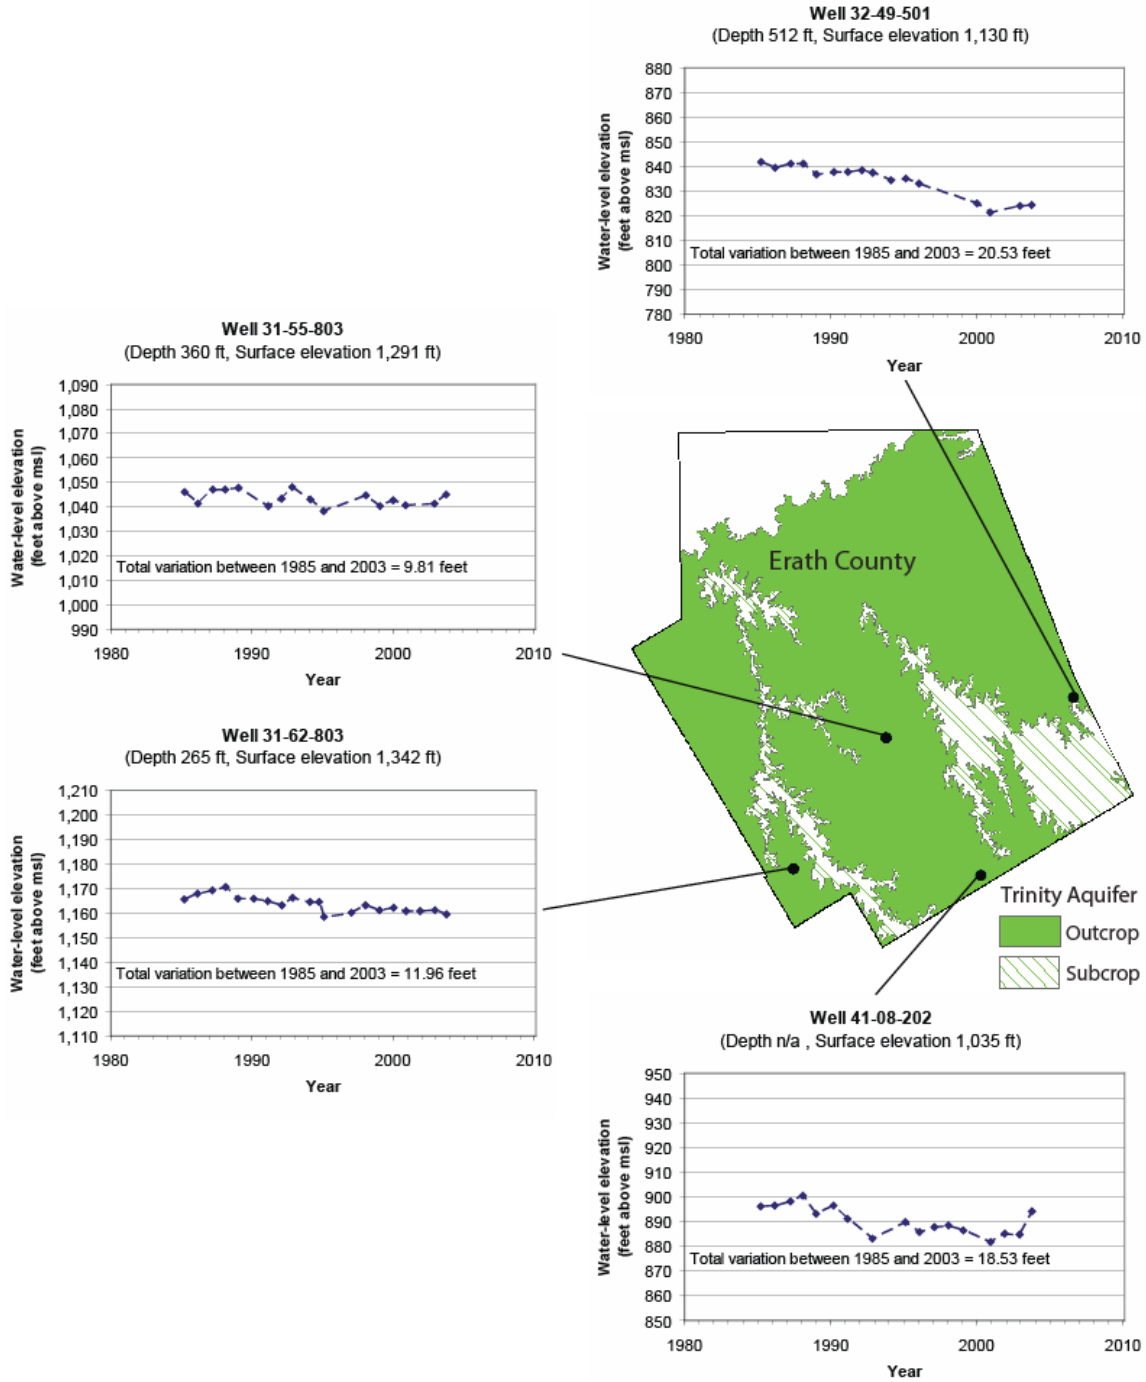 Well 32-49-501
(Depth 512 ft, Surface elevation 1,130 ft)
Water-level elevation
(feet above msl)
880
870
860
850
840
830
820
810
800
790
780
Total variation between 1985 and 2003 = 20.53 feet
1980
1990
2000
2010
Year
Well 31-55-803
(Depth 360 ft, Surface elevation 1,291 ft)
Water-level elevation
(feet above msl)
1,090
1,080
1,070
1,060
1,050
1,040
1,030
1,020
1,010
1,000
990
Total variation between 1985 and 2003 = 9.81 feet
1980
1990
2000
2010
Year
Erath County
Well 31-62-803
(Depth 265 ft, Surface elevation 1,342 ft)
Water-level elevation
(feet above msl)
1,210
1,200
1,190
1,180
1,170
1,160
1,150
1,140
1,130
1,120
1,110
Total variation between 1985 and 2003 = 11.96 feet
1980
1990
2000
2010
Year
Trinity Aquifer
Outcrop
Subcrop
Well 41-08-202
(Depth n/a , Surface elevation 1,035 ft)
Water-level elevation
(feet above msl)
950
940
930
920
910
900
890
880
870
860
850
Total variation between 1985 and 2003 = 18.53 feet
1980
1990
2000
2010
Year